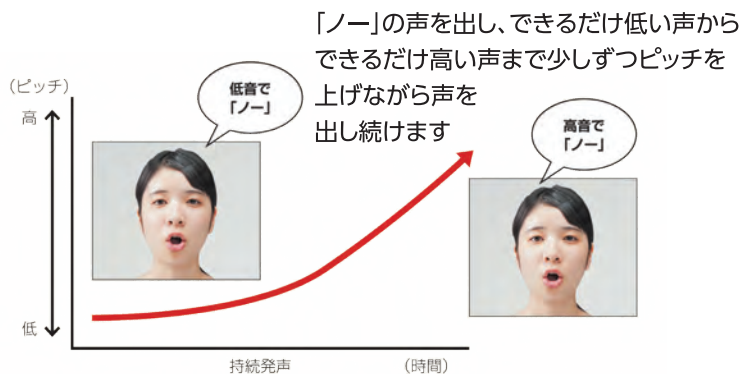 「ノー」の声を出し、できるだけ低い声から
できるだけ高い声まで少しずつピッチを
上げながら声を
出し続けます
（ピッチ）
高
低
低音で
「ノー」
高音で
「ノー」
持続発声
（時間）